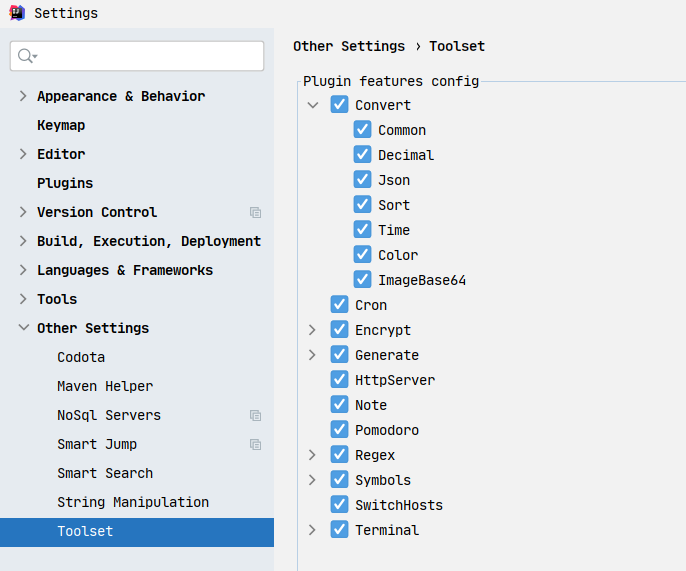 Settings
Appearance & Behavior
Keymap
Editor
Plugins
Version Control
Build, Execution, Deployment
Languages & Frameworks
Tools
Other Settings
Codota
Maven Helper
NoSql Servers
Smart Jump
Smart Search
String Manipulation
Toolset
Other Settings › Toolset
Plugin features config
Convert
Common
Decimal
Json
Sort
Time
Color
ImageBase64
Cron
Encrypt
Generate
HttpServer
Note
Pomodoro
Regex
Symbols
SwitchHosts
Terminal